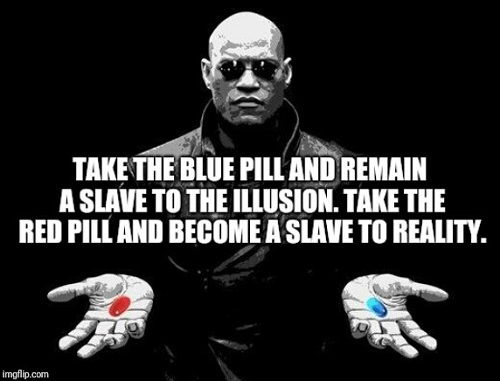 TAKE THE BLUE PILL AND REMAIN
A SLAVE TO THE ILLUSION. TAKE THE
RED PILL AND BECOME A SLAVE TO REALITY.
imgflip.com